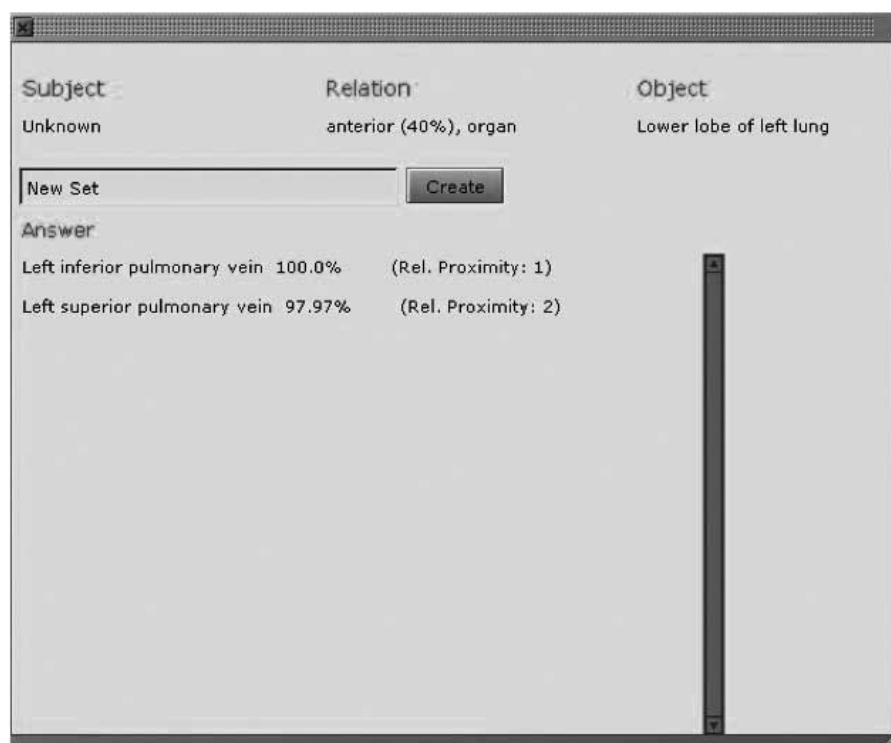 Subject Relation Object
Unknown anterior (40%), organ Lower lobe of left lung
New Set Create
Answer
Left inferior pulmonary vein 100.0% (Rel. Proximity: 1)
Left superior pulmonary vein 97.97% (Rel. Proximity: 2)